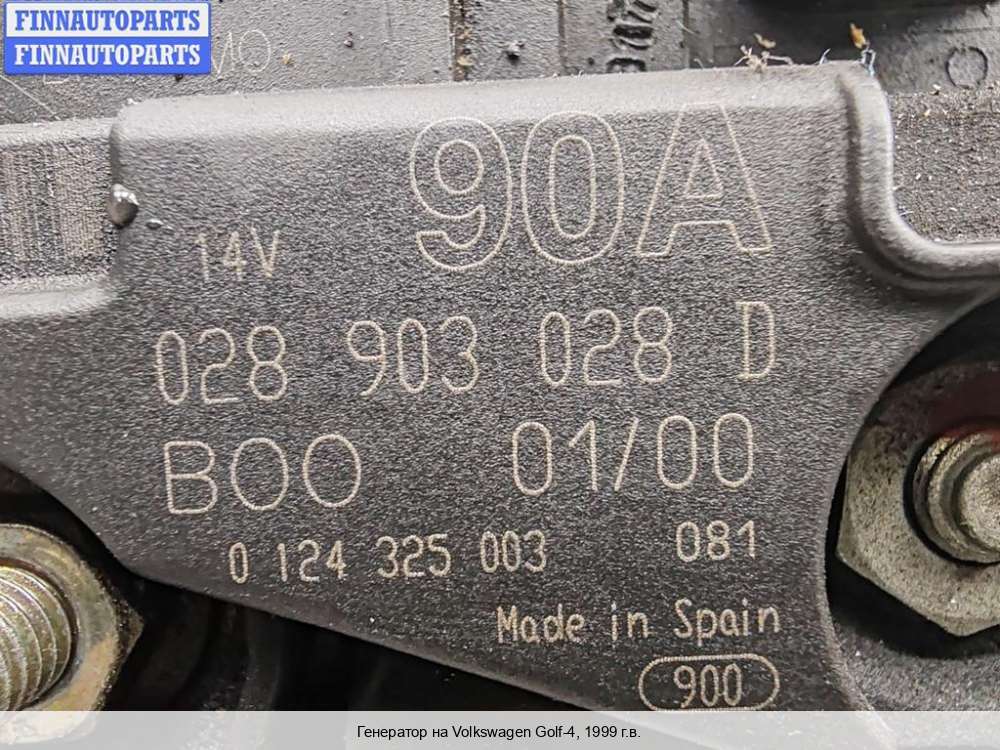 FINNAUTOPARTS
FINNAUTOPARTS
90A
14V
028 903 028 D
B00 01/00
0 124 325 003 081
Made in Spain
900
Генератор на Volkswagen Golf-4, 1999 г.в.